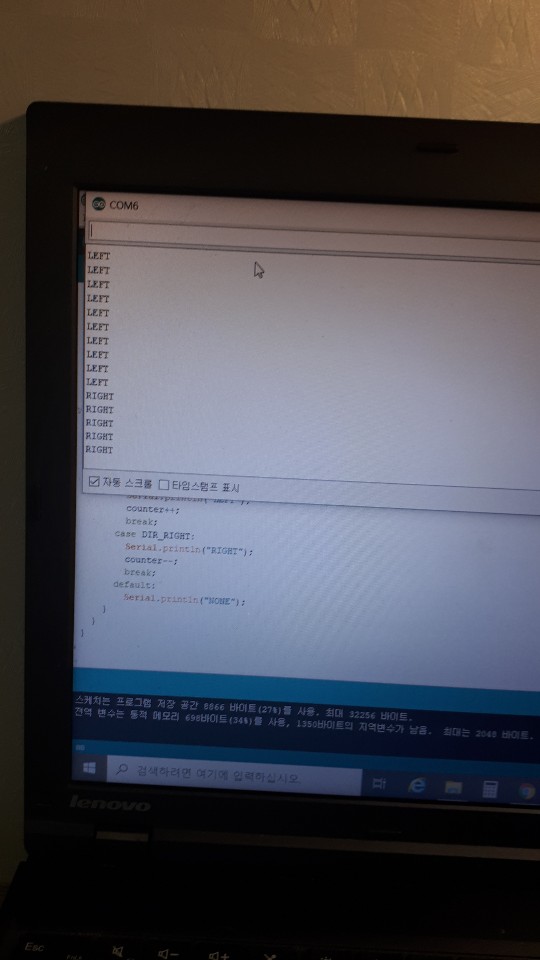 COM6
LEFT
LEFT
LEFT
LEFT
LEFT
LEFT
LEFT
LEFT
LEFT
LEFT
RIGHT
RIGHT
RIGHT
RIGHT
RIGHT
자동 스크롤 타임스탬프 표시
counter++;
break;
case DIR_RIGHT:
Serial.println("RIGHT");
counter--;
break;
default:
Serial.println("NONE");
}
}
}
스케치는 프로그램 저장 공간 8866 바이트(27%)를 사용. 최대 32256 바이트.
전역 변수는 동적 메모리 698바이트(34%)를 사용, 1350바이트의 지역변수가 남음. 최대는 2048 바이트.
검색하려면 여기에 입력하십시오.
lenovo
Esc